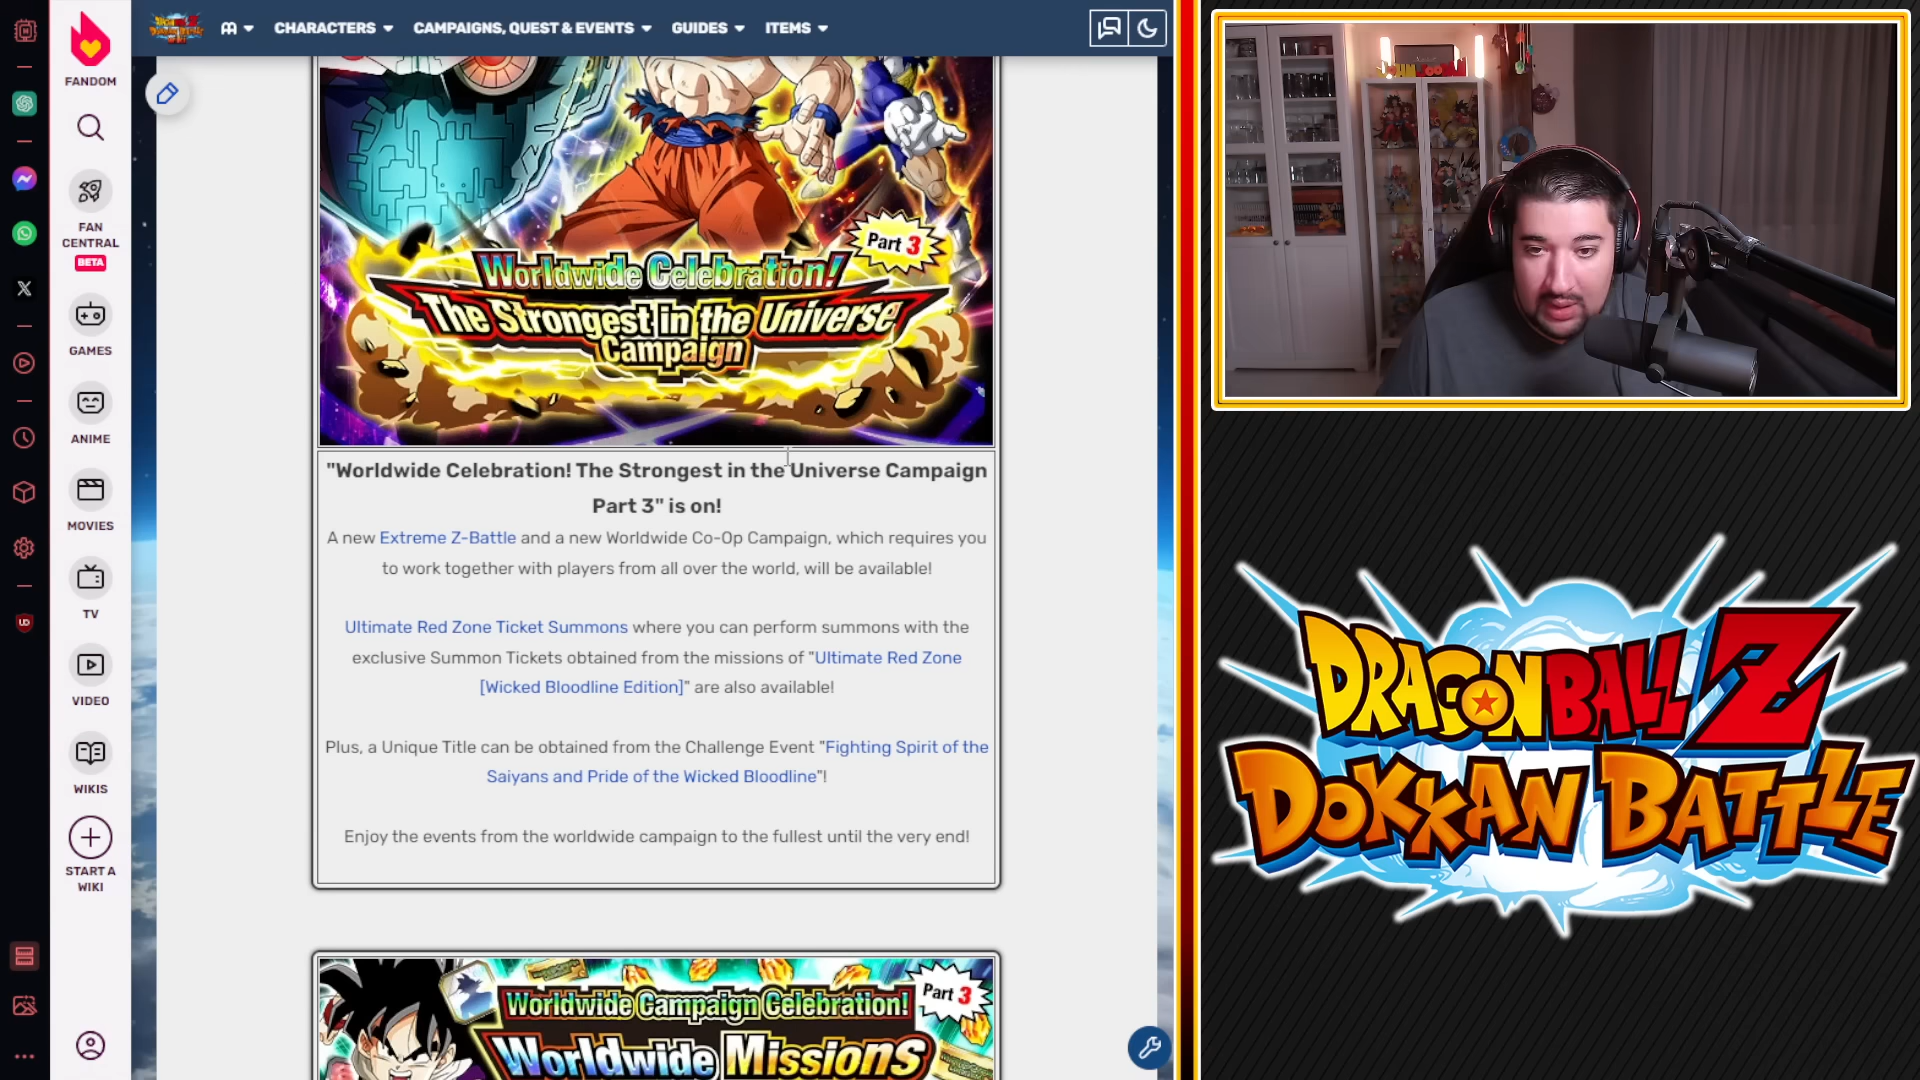 CHARACTERS
CAMPAIGNS, QUEST & EVENTS
GUIDES
ITEMS
FANDOM
FAN
CENTRAL
BETA
GAMES
ANIME
MOVIES
TV
VIDEO
WIKIS
START A
WIKI
Part 3
Worldwide Celebration!
The Strongest in the Universe
Campaign
"Worldwide Celebration! The Strongest in the Universe Campaign
Part 3" is on!
A new Extreme Z-Battle and a new Worldwide Co-Op Campaign, which requires you
to work together with players from all over the world, will be available!
Ultimate Red Zone Ticket Summons where you can perform summons with the
exclusive Summon Tickets obtained from the missions of "Ultimate Red Zone
[Wicked Bloodline Edition]" are also available!
Plus, a Unique Title can be obtained from the Challenge Event "Fighting Spirit of the
Saiyans and Pride of the Wicked Bloodline"!
Enjoy the events from the worldwide campaign to the fullest until the very end!
Worldwide Campaign Celebration!
Part 3
Worldwide Missions
DRAGON BALL Z
DOKKAN BATTLE